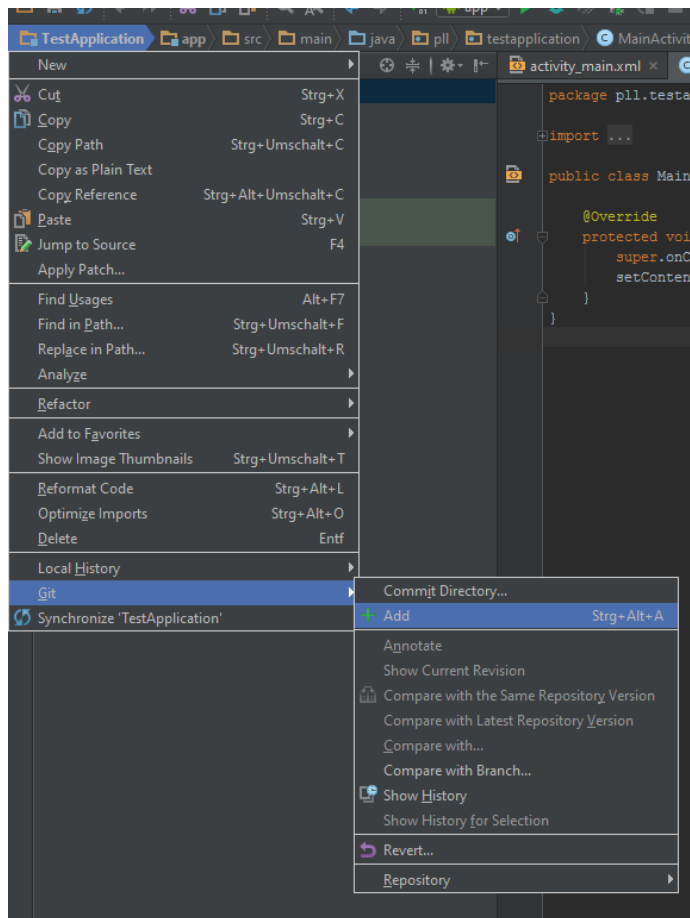 app
TestApplication app src main java pll testapplication MainActivit
New
activity_main.xml
Cut Strg+X
package pll.testa
Copy Strg+C
Copy Path Strg+Umschalt+C
import ...
Copy as Plain Text
public class Main
Copy Reference Strg+Alt+Umschalt+C
Paste Strg+V
@Override
Jump to Source F4
protected voi
super.onC
Apply Patch...
setConten
Find Usages Alt+F7
}
Find in Path... Strg+Umschalt+F
}
Replace in Path... Strg+Umschalt+R
Analyze
Refactor
Add to Favorites
Show Image Thumbnails Strg+Umschalt+T
Reformat Code Strg+Alt+L
Optimize Imports Strg+Alt+O
Delete Entf
Local History
Git
Commit Directory...
Synchronize 'TestApplication'
Add Strg+Alt+A
Annotate
Show Current Revision
Compare with the Same Repository Version
Compare with Latest Repository Version
Compare with...
Compare with Branch...
Show History
Show History for Selection
Revert...
Repository